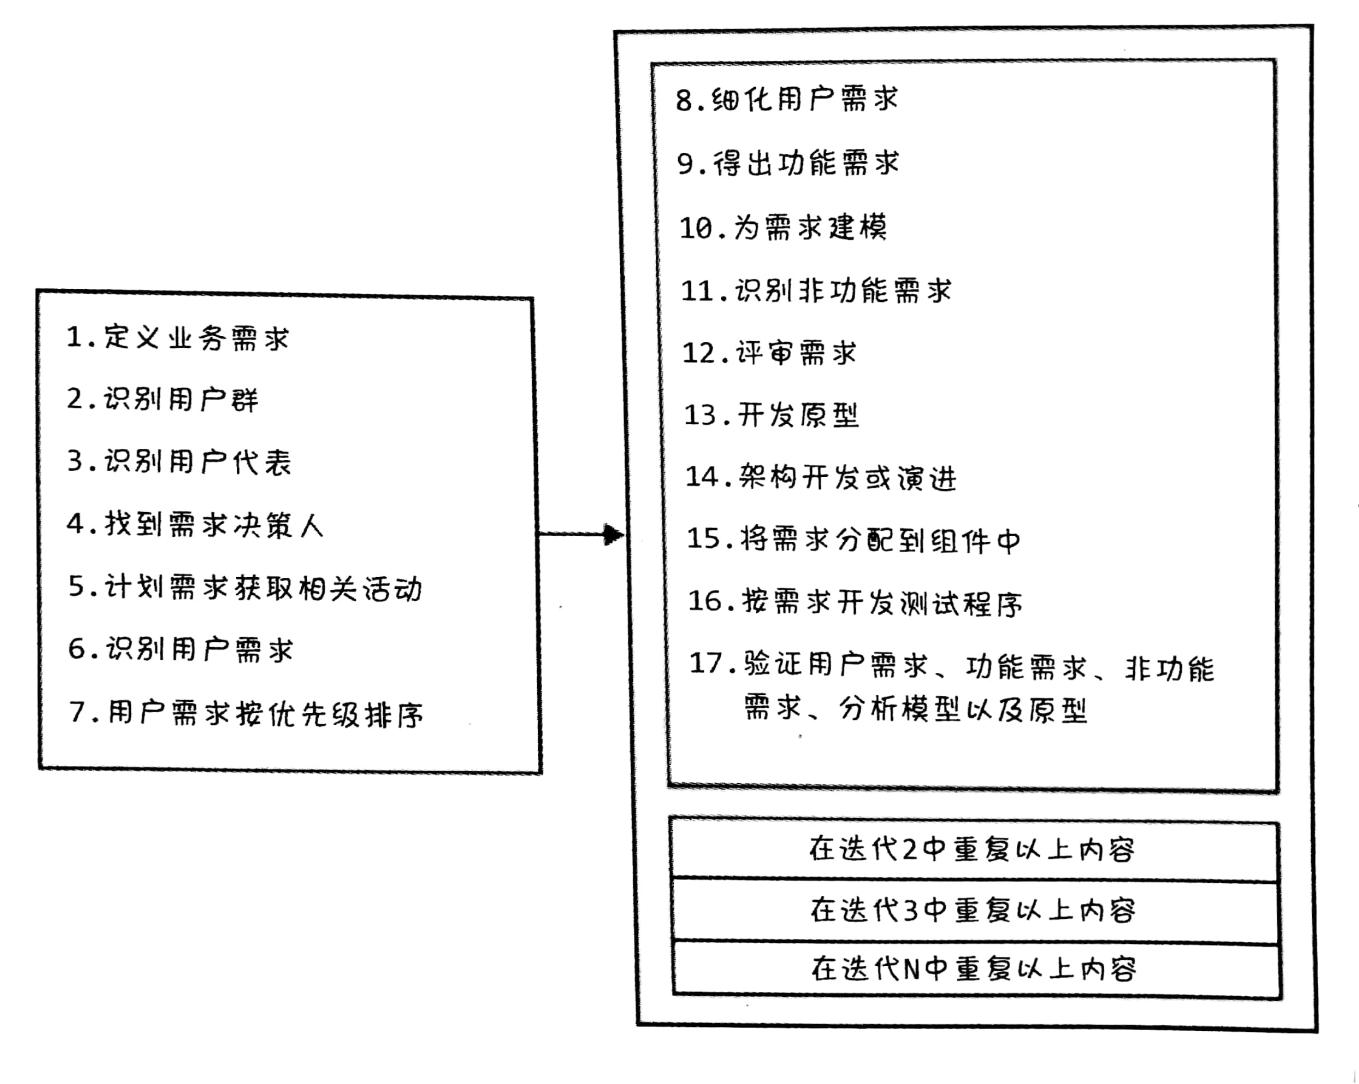 1.定义业务需求
2.识别用户群
3.识别用户代表
4.找到需求决策人
5.计划需求获取相关活动
6.识别用户需求
7.用户需求按优先级排序
8.细化用户需求
9.得出功能需求
10.为需求建模
11.识别非功能需求
12.评审需求
13.开发原型
14.架构开发或演进
15.将需求分配到组件中
16.按需求开发测试程序
17.验证用户需求、功能需求、非功能
需求、分析模型以及原型
在迭代2中重复以上内容
在迭代3中重复以上内容
在迭代N中重复以上内容